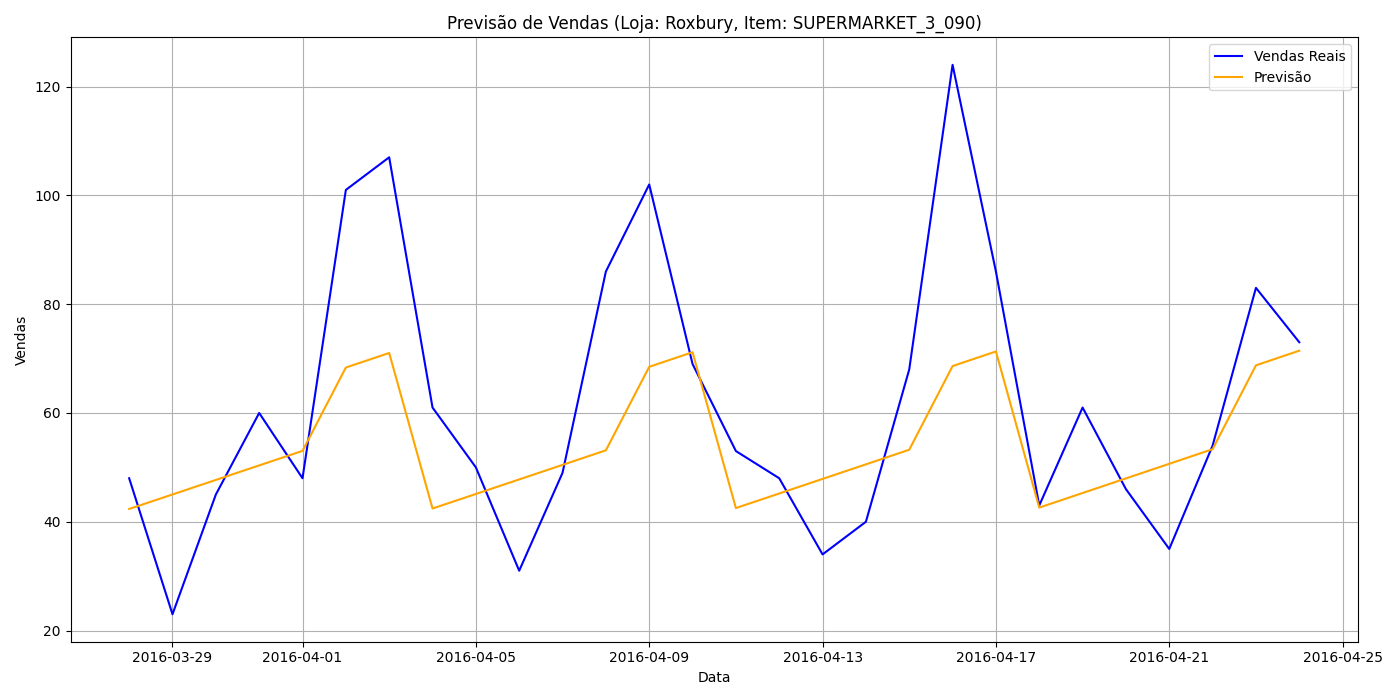 Previsão de Vendas (Loja: Roxbury, Item: SUPERMARKET_3_090)
Vendas Reais
Previsão
120
100
80
60
40
20
Vendas
2016-03-29 2016-04-01 2016-04-05 2016-04-09 2016-04-13 2016-04-17 2016-04-21 2016-04-25
Data